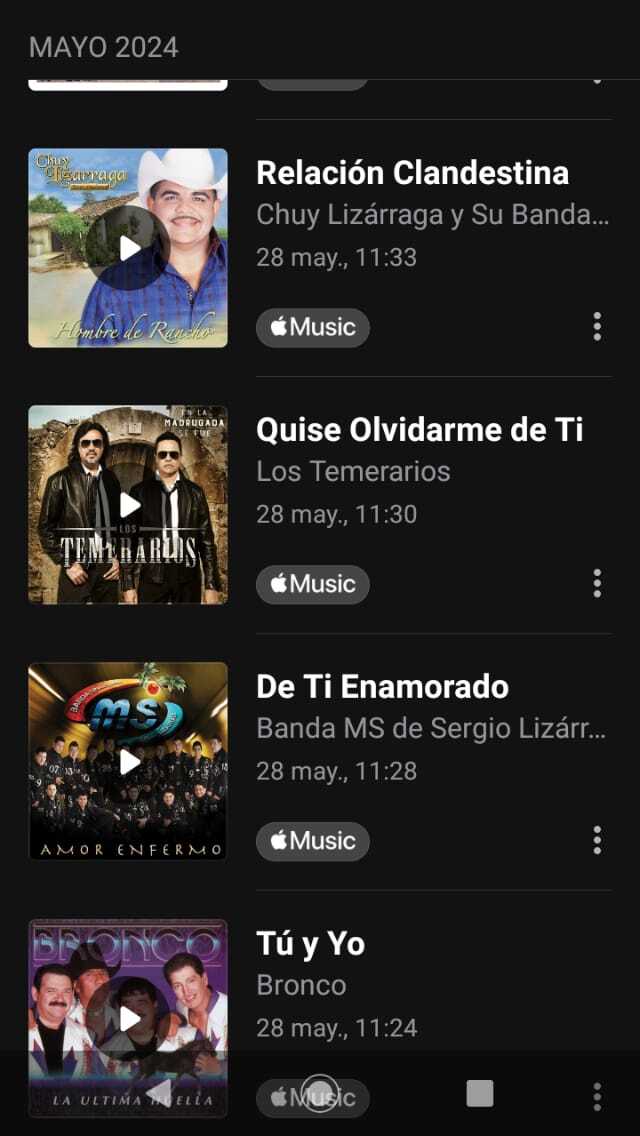 MAYO 2024
Chuy
Lizárraga
Hombre de Rancho
Relación Clandestina
Chuy Lizárraga y Su Banda...
28 may., 11:33
Music
EN LA
MADRUGADA
SE FUE
LOS
TEMERARIOS
Quise Olvidarme de Ti
Los Temerarios
28 may., 11:30
Music
BANDA
MS
AMOR ENFERMO
De Ti Enamorado
Banda MS de Sergio Lizárr...
28 may., 11:28
Music
BRONCO
LA ULTIMA HUELLA
Tú y Yo
Bronco
28 may., 11:24
Music